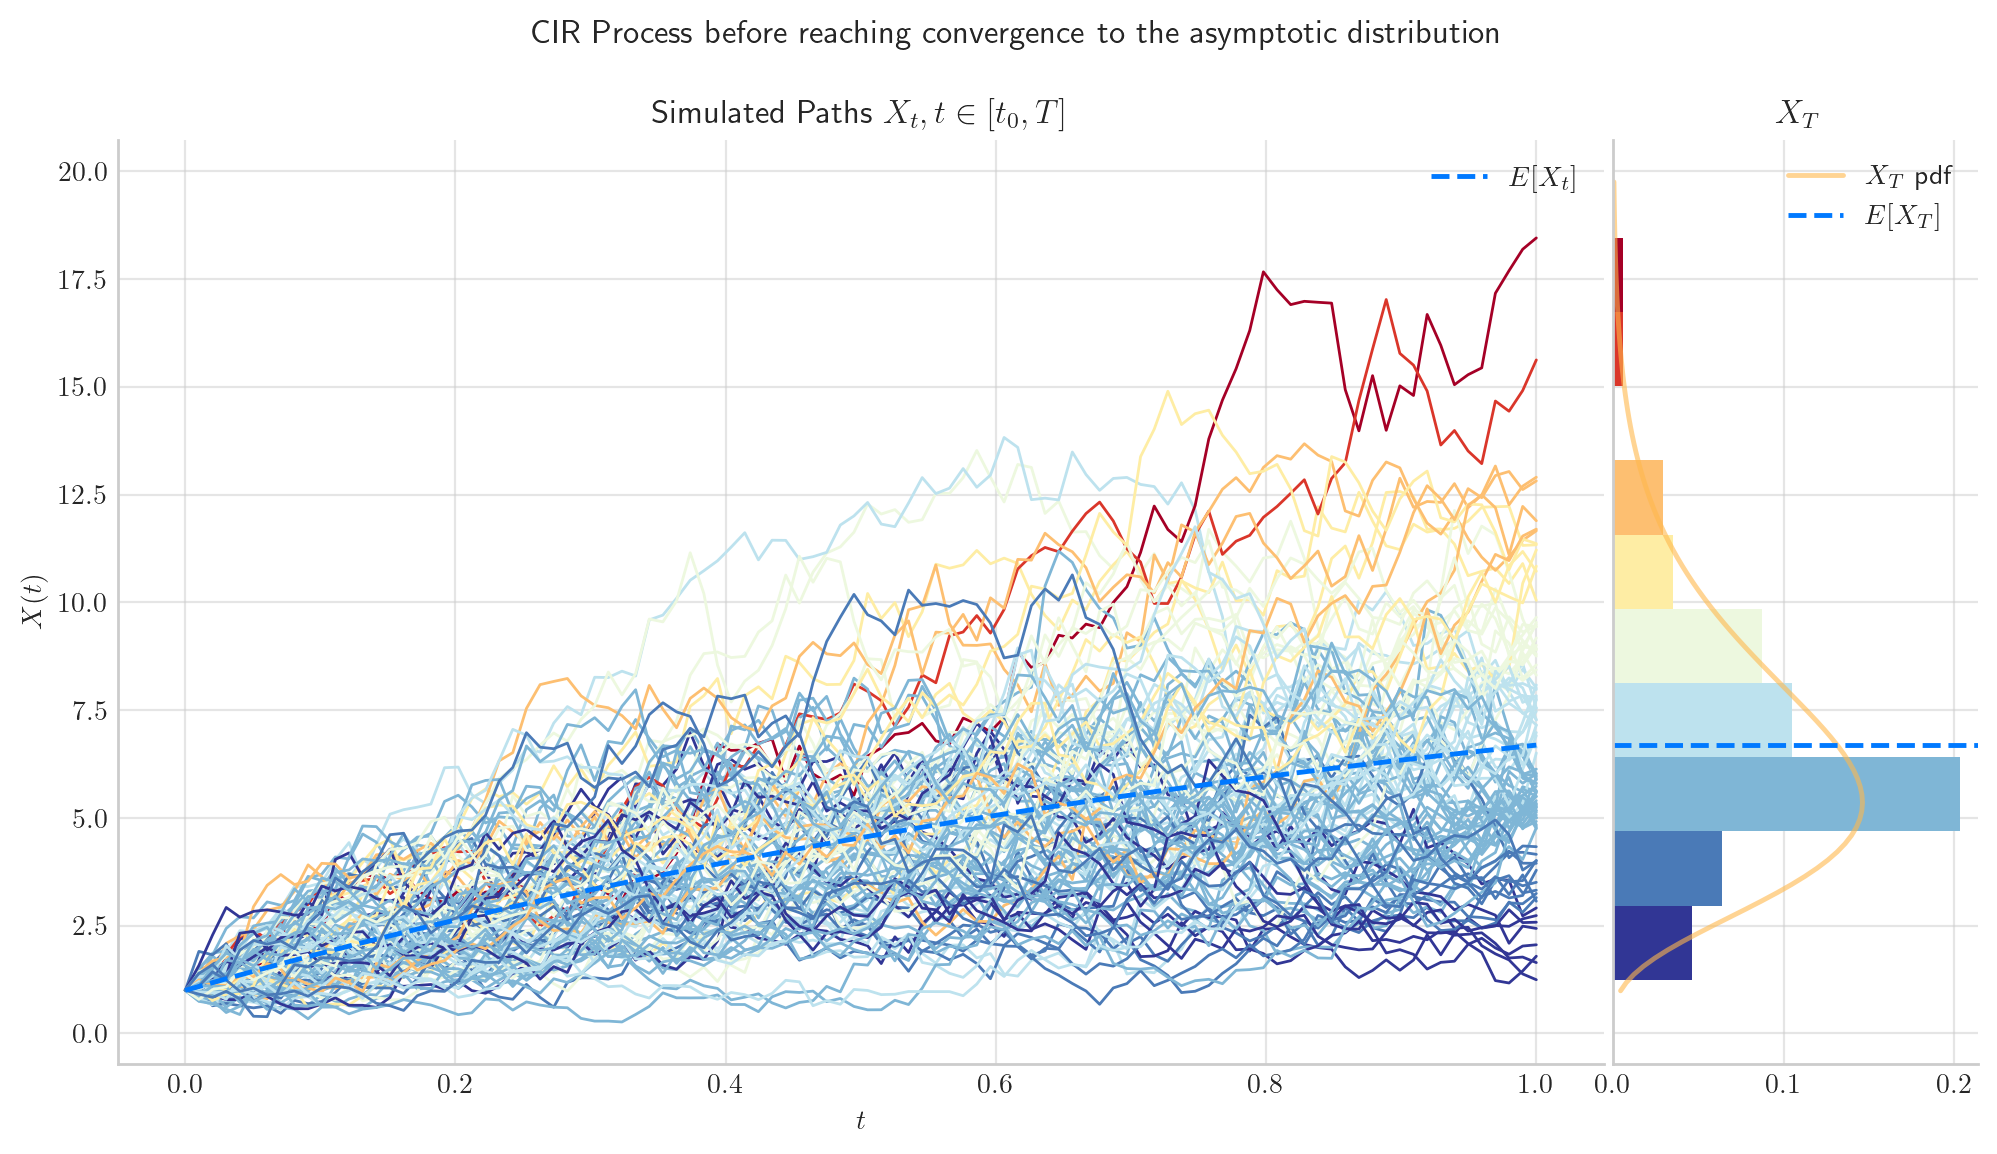 CIR Process before reaching convergence to the asymptotic distribution
Simulated Paths $X_t, t \in [t_0, T]$
$X_T$
20.0
17.5
15.0
12.5
10.0
7.5
5.0
2.5
0.0
$X(t)$
$E[X_t]$
$X_T$ pdf
$E[X_T]$
0.0 0.2 0.4 0.6 0.8 1.0
0.0 0.1 0.2
$t$